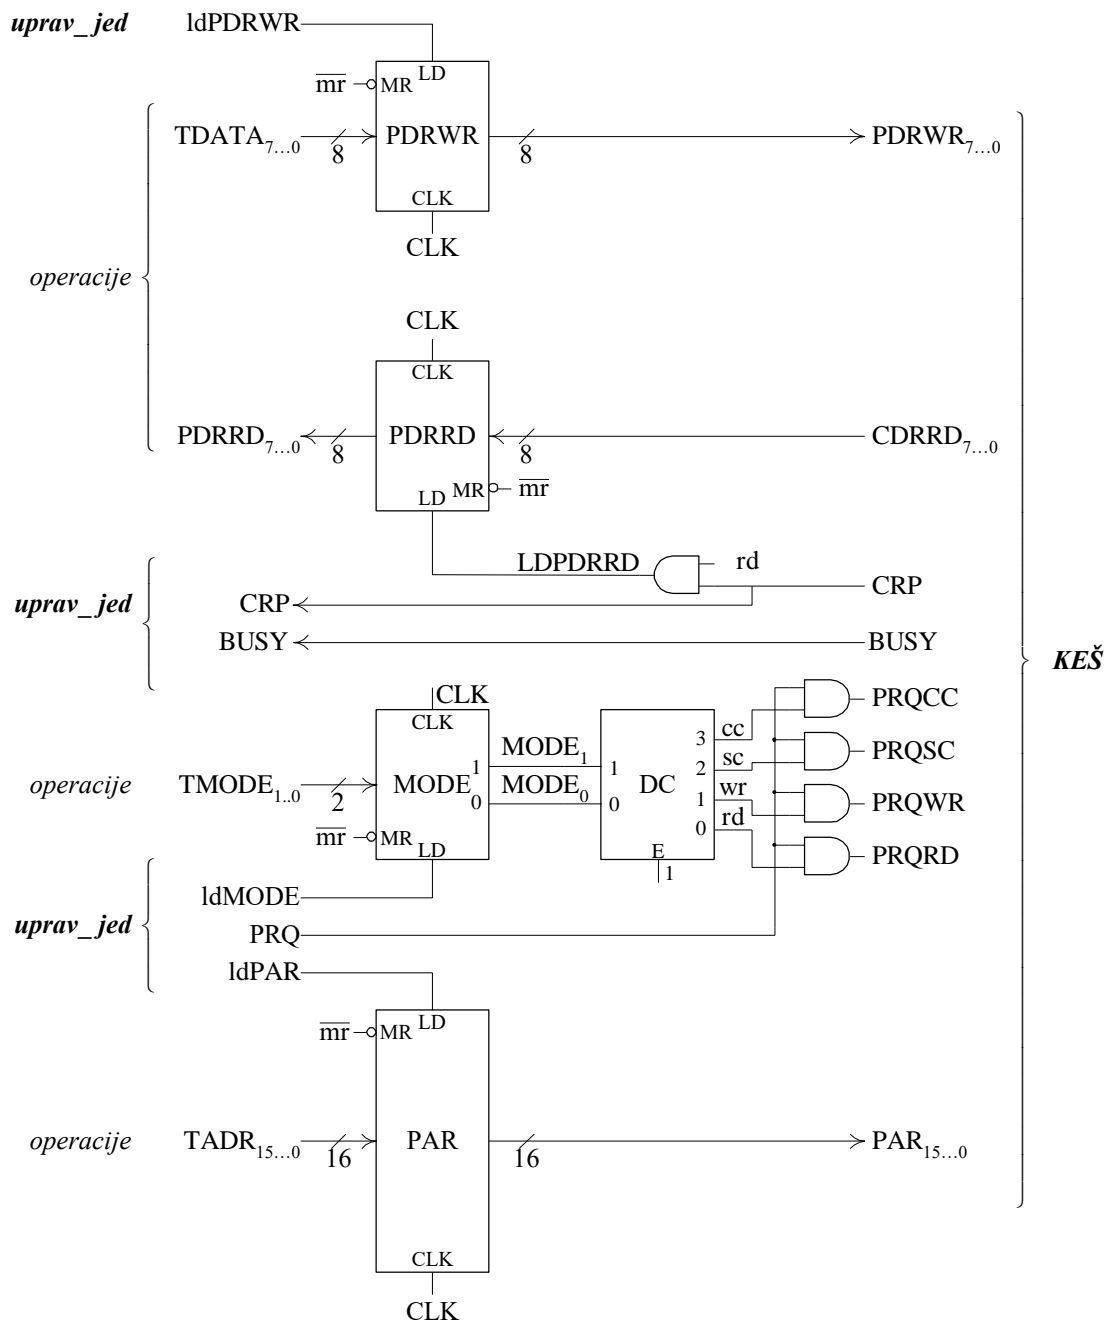 uprav_jed ldPDRWR
LD
mr MR
TDATA7...0 8 PDRWR 8 PDRWR7...0
CLK
CLK
operacije
CLK
CLK
PDRRD7...0 8 PDRRD 8 CDRRD7...0
LD MR mr
LDPDRRD rd
CRP
uprav_jed
CRP
BUSY BUSY
KEŠ
CLK
CLK
PRQCC
cc
3
MODE1
sc
PRQSC
operacije TMODE1..0 2 MODE 1 1 DC 2
MODE0
wr
PRQWR
0 0 1
rd
0
mr MR
LD
E
1
PRQRD
ldMODE
uprav_jed
PRQ
ldPAR
LD
mr MR
operacije TADR15...0 16 PAR 16 PAR15...0
CLK
CLK